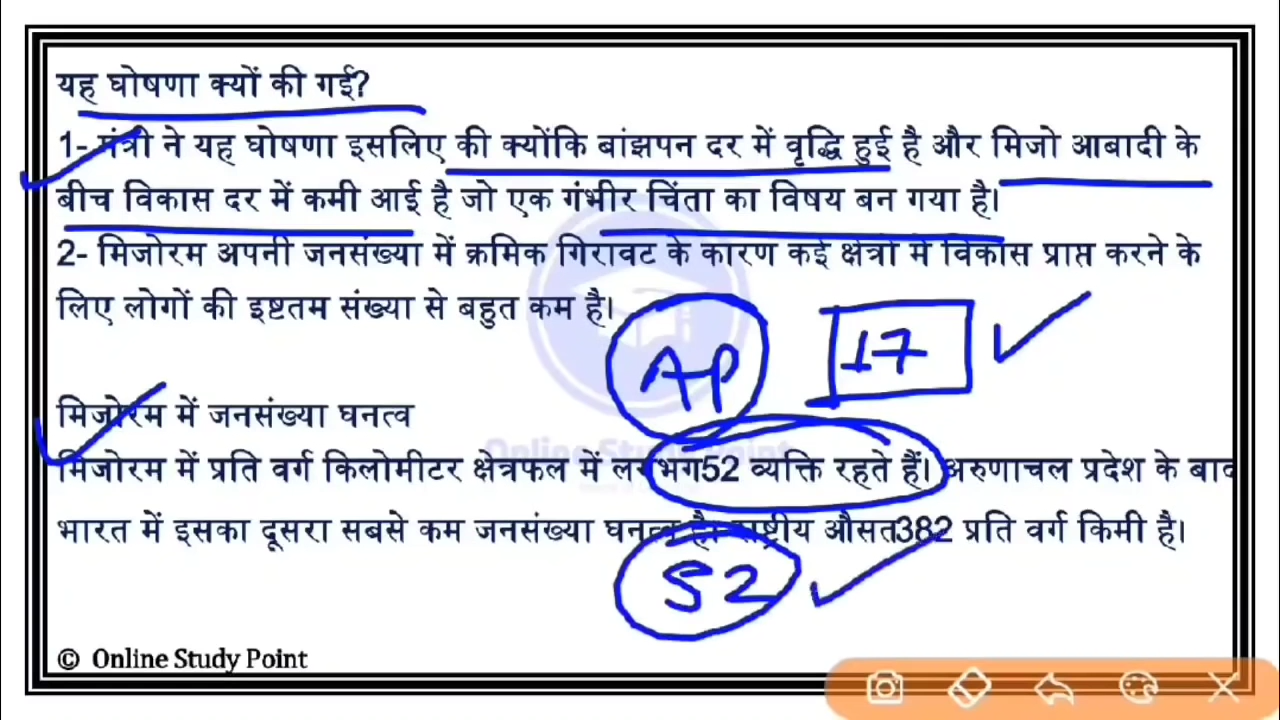 यह घोषणा क्यों की गई?
1- मंत्री ने यह घोषणा इसलिए की क्योंकि बांझपन दर में वृद्धि हुई है और मिजो आबादी के
बीच विकास दर में कमी आई है जो एक गंभीर चिंता का विषय बन गया है।
2- मिजोरम अपनी जनसंख्या में क्रमिक गिरावट के कारण कई क्षेत्रों में विकास प्राप्त करने के
लिए लोगों की इष्टतम संख्या से बहुत कम है।
AP 17
मिजोरम में जनसंख्या घनत्व
Online Study Point
मिजोरम में प्रति वर्ग किलोमीटर क्षेत्रफल में लगभग52 व्यक्ति रहते हैं। अरुणाचल प्रदेश के बाद
भारत में इसका दूसरा सबसे कम जनसंख्या घनत्व है। राष्ट्रीय औसत382 प्रति वर्ग किमी है।
52
© Online Study Point